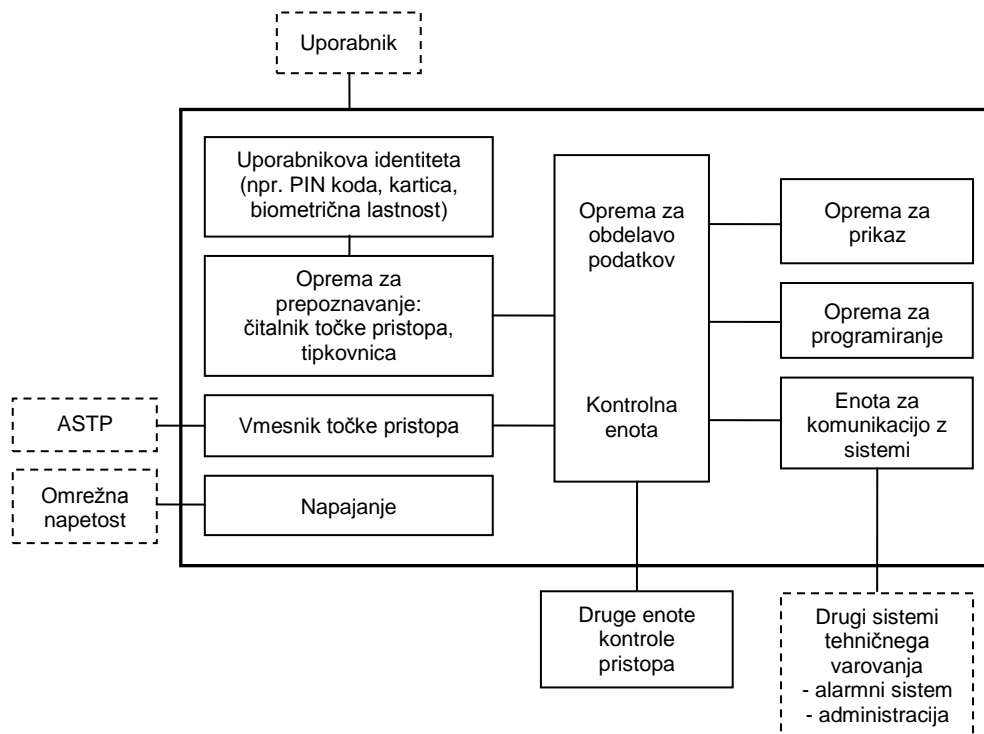 Uporabnik
Uporabnikova identiteta
(npr. PIN koda, kartica,
biometrična lastnost)
Oprema za
prepoznavanje:
čitalnik točke pristopa,
tipkovnica
Vmesnik točke pristopa
Napajanje
ASTP
Omrežna
napetost
Oprema za
obdelavo
podatkov
Kontrolna
enota
Oprema za
prikaz
Oprema za
programiranje
Enota za
komunikacijo z
sistemi
Druge enote
kontrole
pristopa
Drugi sistemi
tehničnega
varovanja
- alarmni sistem
- administracija